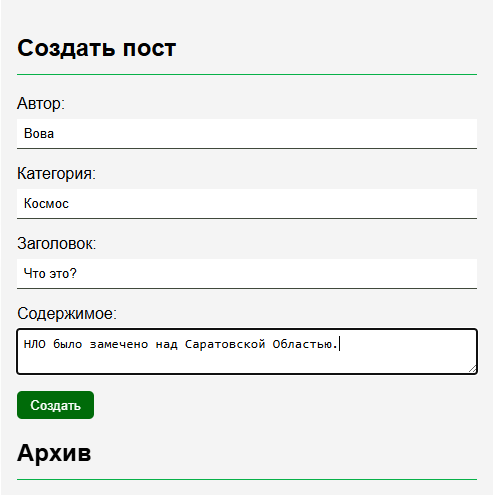 Создать пост
Автор:
Вова
Категория:
Космос
Заголовок:
Что это?
Содержимое:
НЛО было замечено над Саратовской Областью.
Создать
Архив